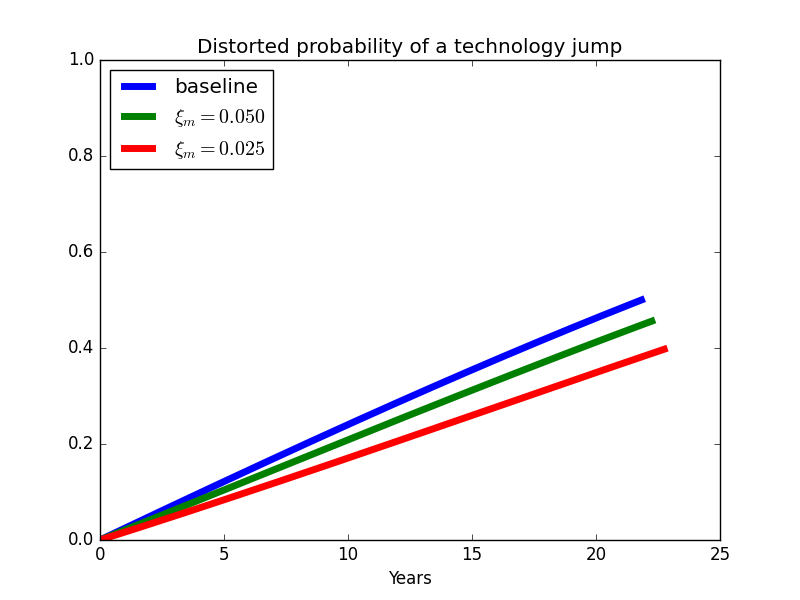 Distorted probability of a technology jump
baseline
ξₘ = 0.050
ξₘ = 0.025
1.0
0.8
0.6
0.4
0.2
0.0
0 5 10 15 20 25
Years